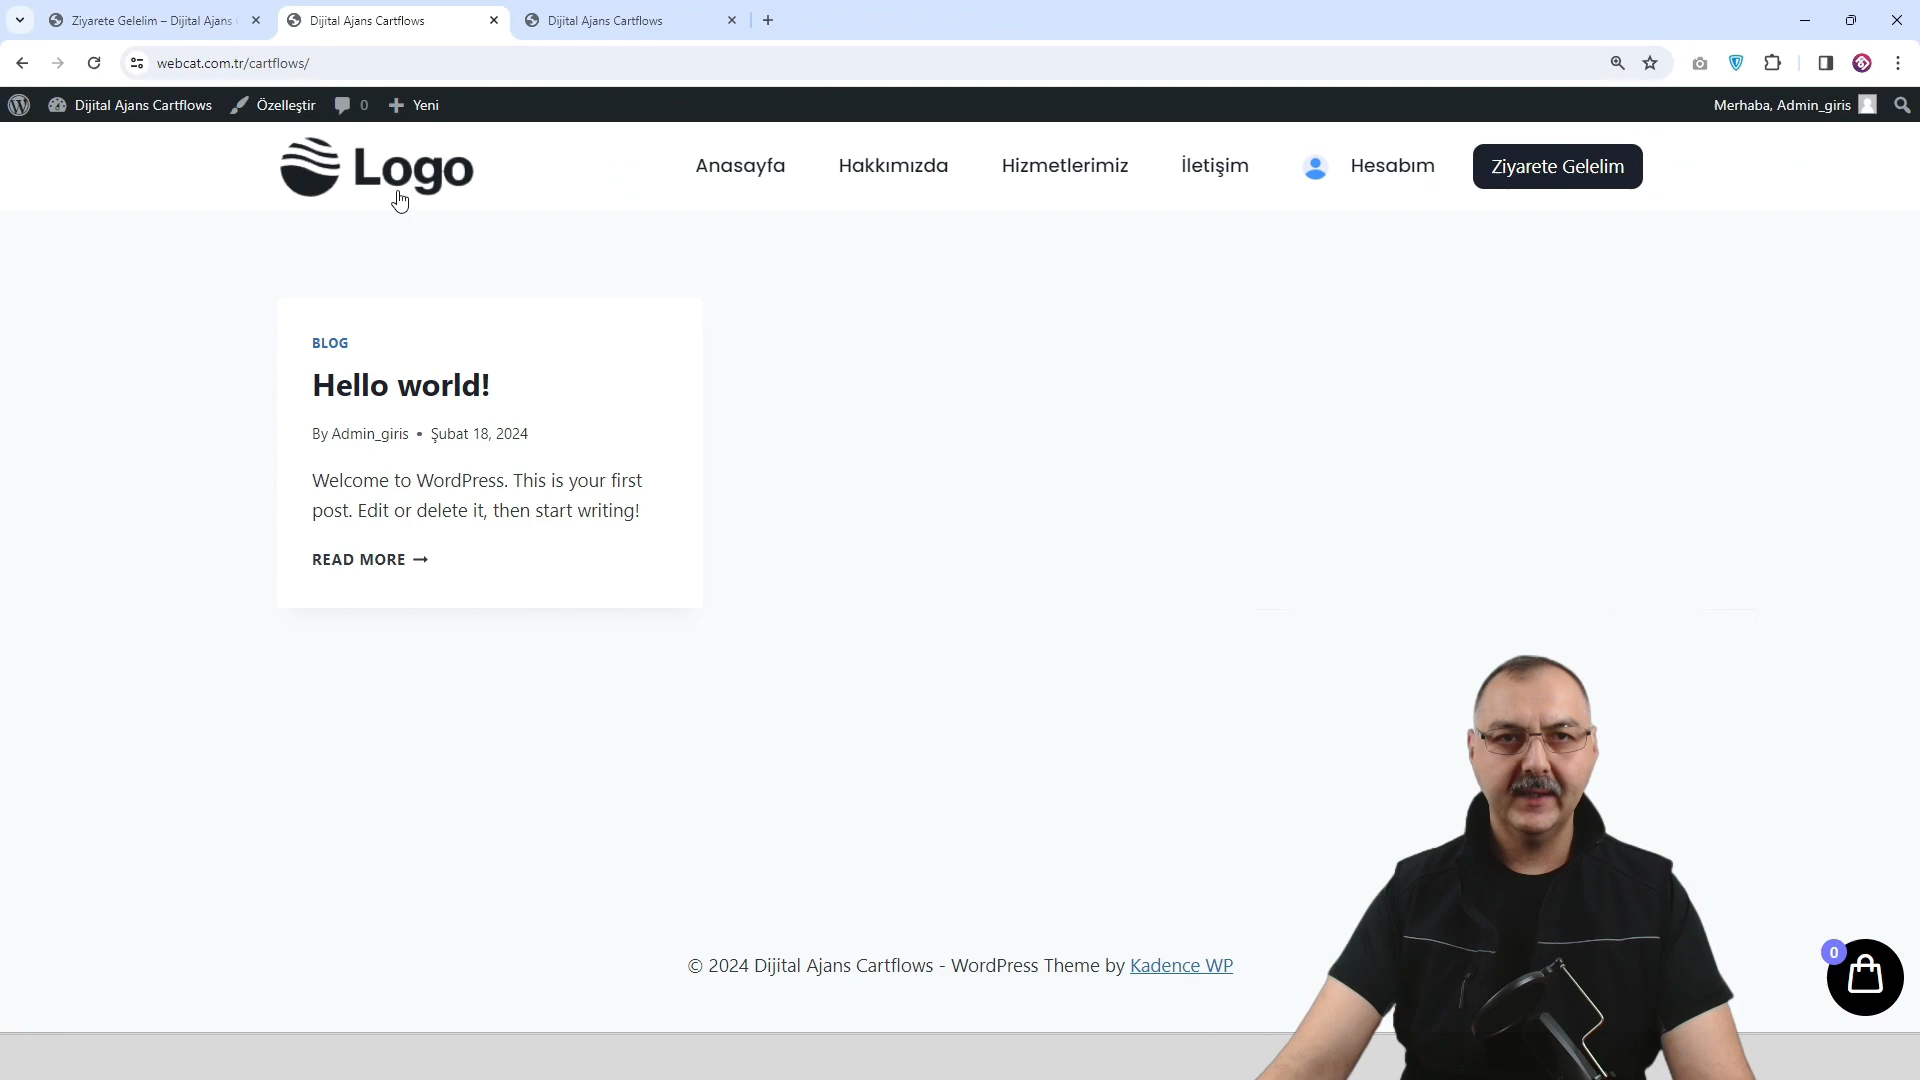 Ziyarete Gelelim – Dijital Ajans
Dijital Ajans Cartflows
Dijital Ajans Cartflows
webcat.com.tr/cartflows/
Dijital Ajans Cartflows
Özelleştir
0
Yeni
Merhaba, Admin_giris
Logo
Anasayfa
Hakkımızda
Hizmetlerimiz
İletişim
Hesabım
Ziyarete Gelelim
BLOG
Hello world!
By Admin_giris • Şubat 18, 2024
Welcome to WordPress. This is your first
post. Edit or delete it, then start writing!
READ MORE →
© 2024 Dijital Ajans Cartflows - WordPress Theme by Kadence WP
0